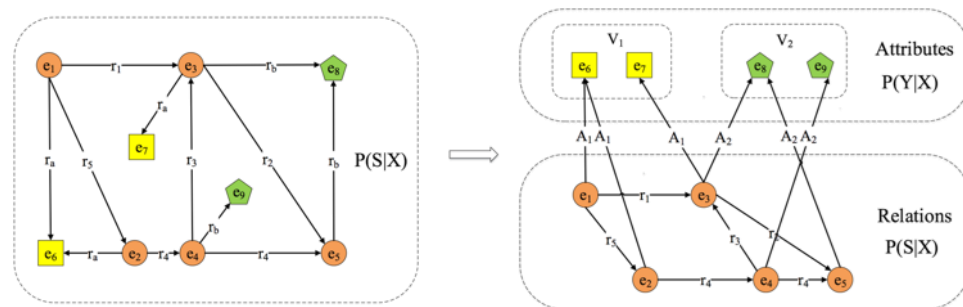 e1 r1 e3 rb e8
ra
e7
P(S|X)
ra r5 r3 r2 rb
e9
rb
e6 ra e2 r4 e4 r4 e5
V1 V2
Attributes
e6 e7 e8 e9
P(Y|X)
A1 A1 A1 A2 A2 A2
e1 r1 e3
Relations
r5 r3
P(S|X)
e2 r4 e4 r4 e5